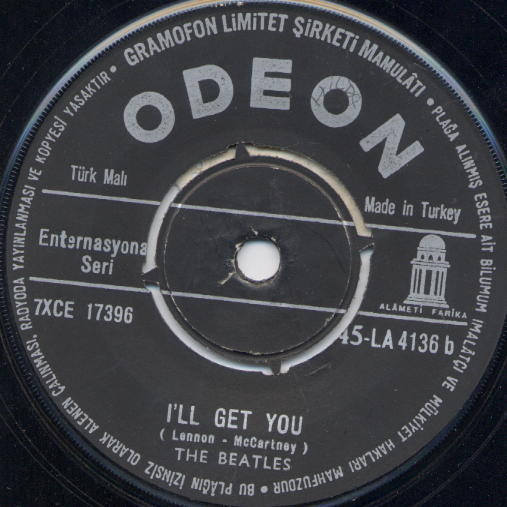 GRAMOFON LİMİTET ŞİRKETİ MAMULÂTI • PLAĞA ALINMIŞ ESERE AİT BİLUMUM İMALATÇI VE MÜLKİYET HAKLARI MAHFUZDUR • BU PLÂĞIN İZİNSİZ OLARAK ALENEN ÇALINMASI, RADYODA YAYINLANMASI VE KOPYESİ YASAKTIR •
ODEON
Türk Malı
Made in Turkey
Enternasyona
Seri
ALÂMETİ FARİKA
7XCE 17396
45-LA 4136 b
I'LL GET YOU
( Lennon - McCartney )
THE BEATLES